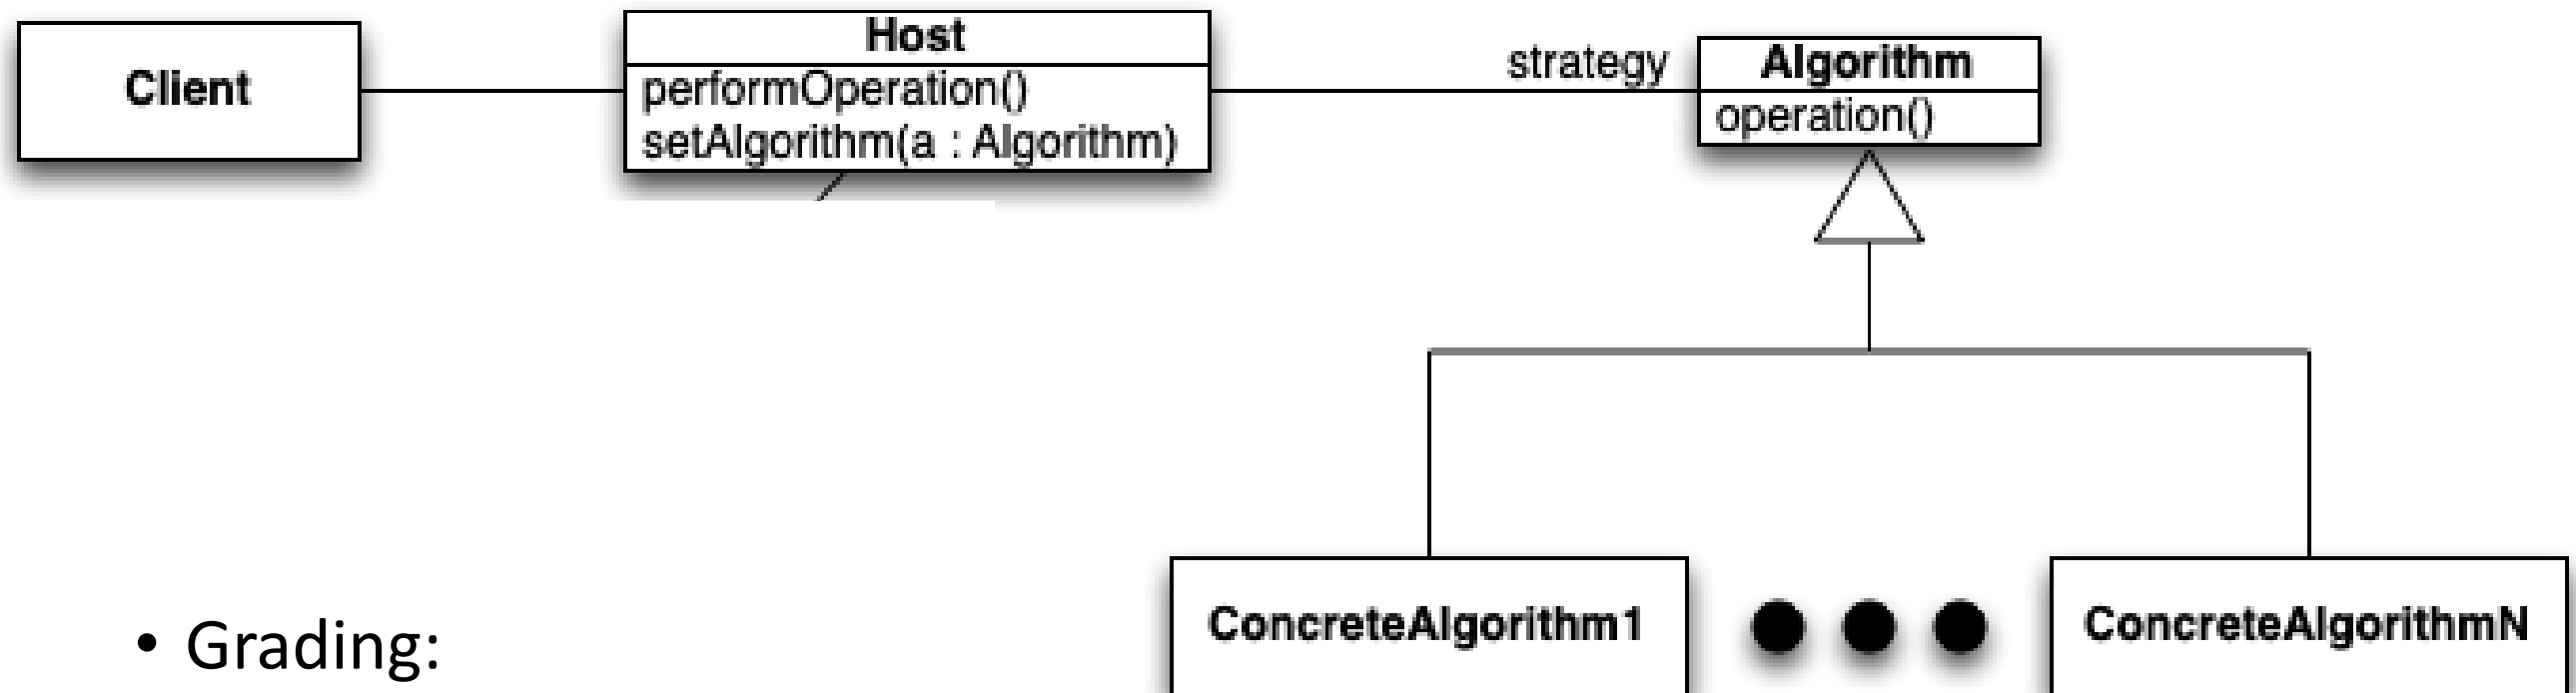 Client
Host
performOperation()
setAlgorithm(a : Algorithm)
strategy
Algorithm
operation()
ConcreteAlgorithm1
ConcreteAlgorithmN
• Grading: